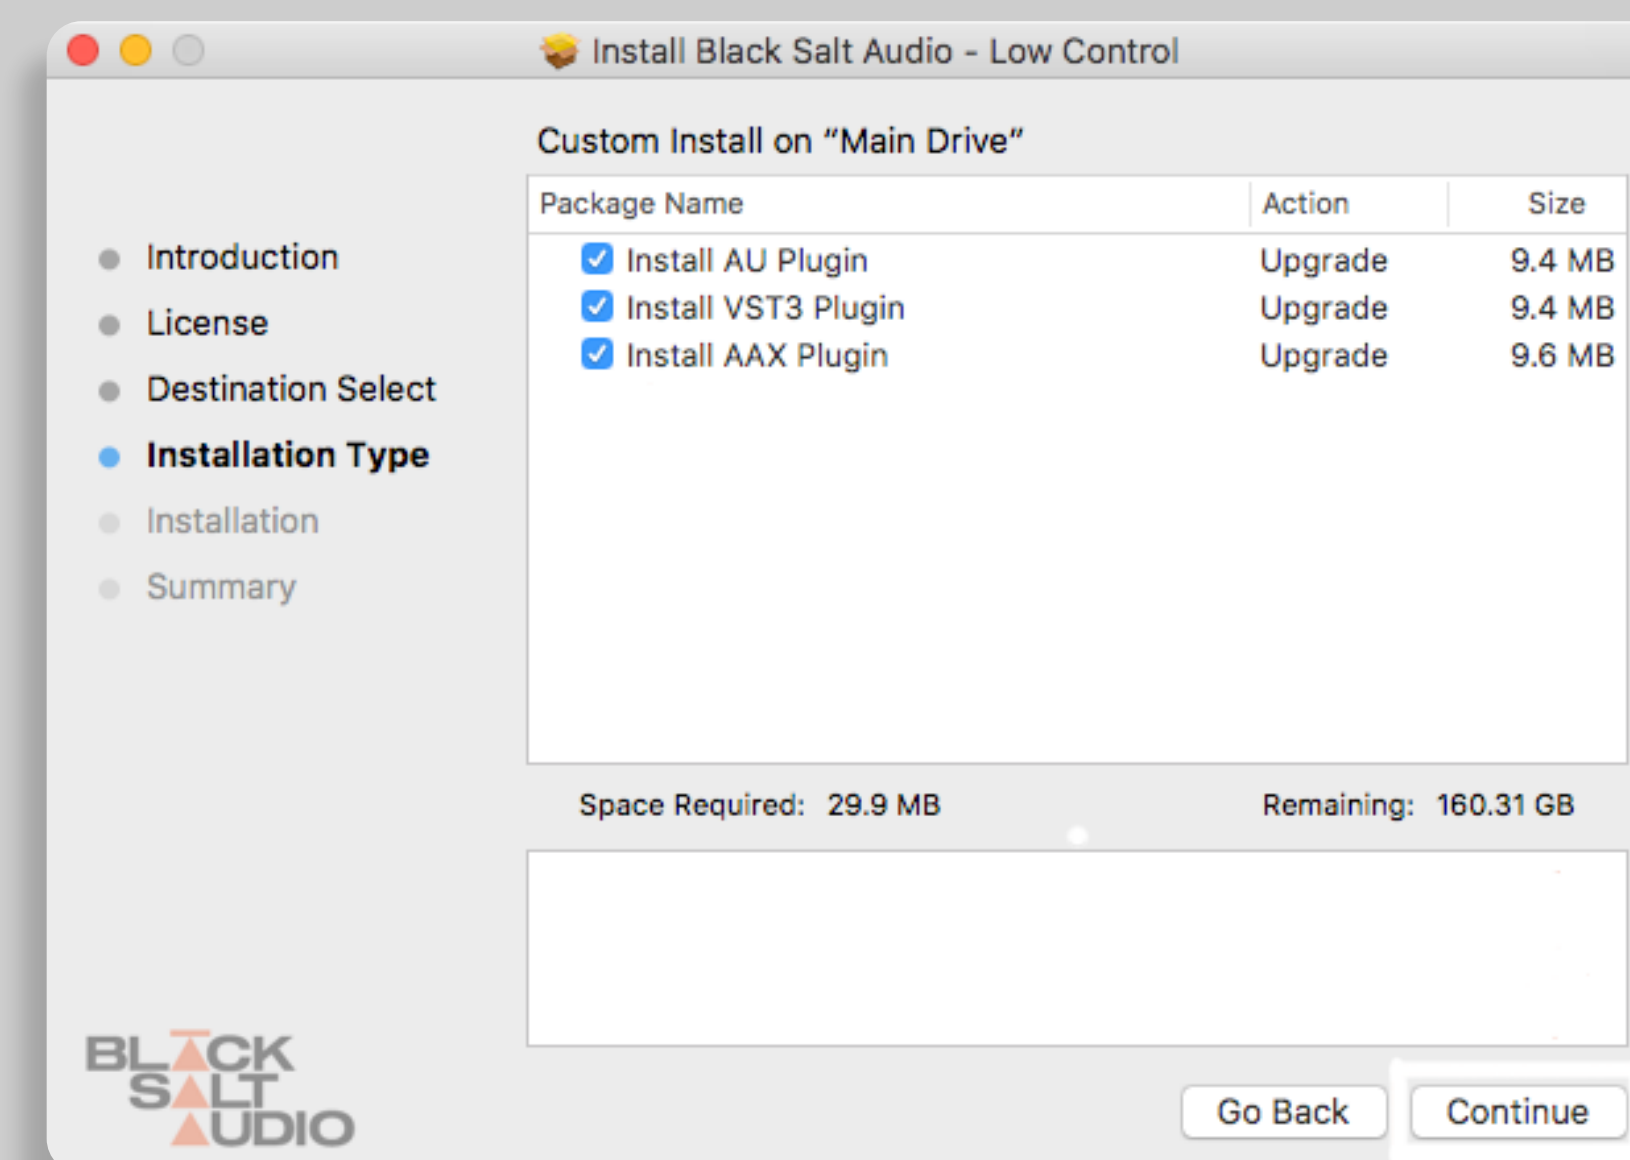 Install Black Salt Audio - Low Control
Custom Install on “Main Drive”
Package Name Action Size
Install AU Plugin Upgrade 9.4 MB
Install VST3 Plugin Upgrade 9.4 MB
Install AAX Plugin Upgrade 9.6 MB
Introduction
License
Destination Select
Installation Type
Installation
Summary
Space Required: 29.9 MB Remaining: 160.31 GB
BLACK
SALT
AUDIO
Go Back Continue